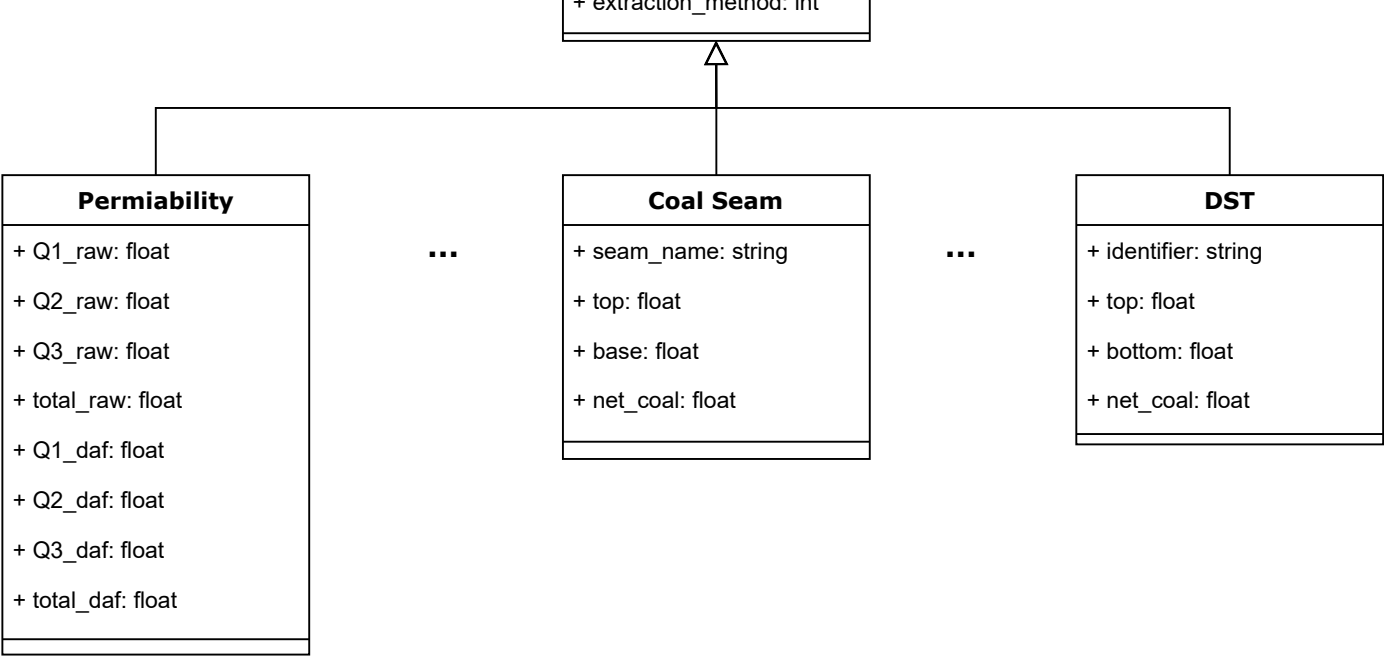 + extraction_method: int
Permiability
+ Q1_raw: float
+ Q2_raw: float
+ Q3_raw: float
+ total_raw: float
+ Q1_daf: float
+ Q2_daf: float
+ Q3_daf: float
+ total_daf: float
...
Coal Seam
+ seam_name: string
+ top: float
+ base: float
+ net_coal: float
...
DST
+ identifier: string
+ top: float
+ bottom: float
+ net_coal: float